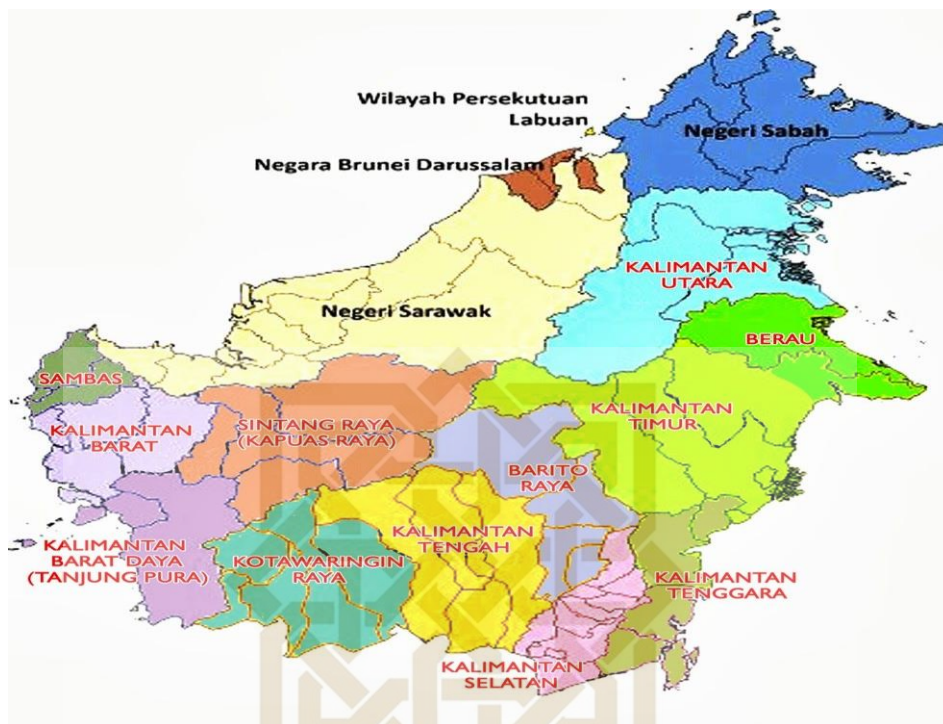 Wilayah Persekutuan
Labuan
Negeri Sabah
Negara Brunei Darussalam
KALIMANTAN
UTARA
Negeri Sarawak
BERAU
SAMBAS
KALIMANTAN
BARAT
SINTANG RAYA
(KAPUAS RAYA)
KALIMANTAN
TIMUR
BARITO
RAYA
KALIMANTAN
BARAT DAYA
(TANJUNG PURA)
KOTAWARINGIN
RAYA
KALIMANTAN
TENGAH
KALIMANTAN
TENGGARA
KALIMANTAN
SELATAN